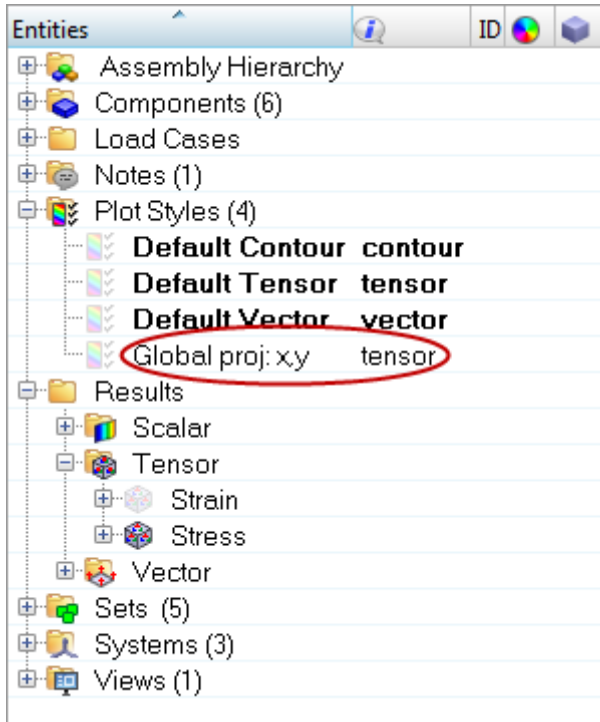 Entities ID
Assembly Hierarchy
Components (6)
Load Cases
Notes (1)
Plot Styles (4)
Default Contour contour
Default Tensor tensor
Default Vector vector
Global proj: x,y tensor
Results
Scalar
Tensor
Strain
Stress
Vector
Sets (5)
Systems (3)
Views (1)